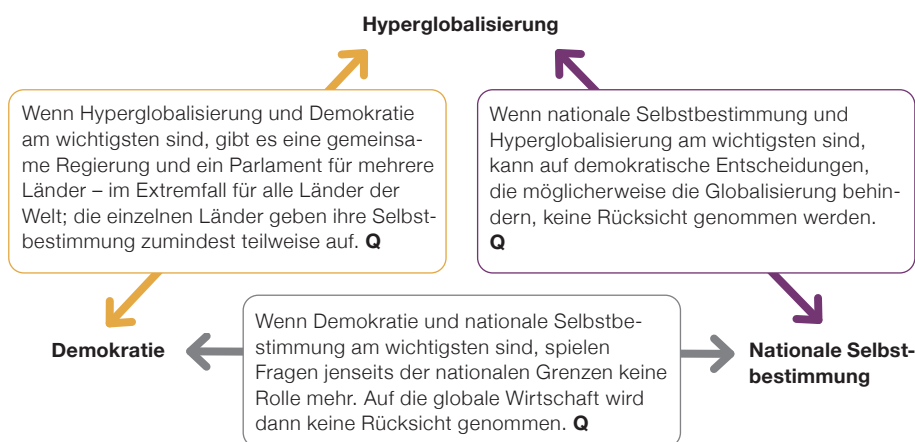 Hyperglobalisierung
Wenn Hyperglobalisierung und Demokratie
am wichtigsten sind, gibt es eine gemeinsa-
me Regierung und ein Parlament für mehrere
Länder – im Extremfall für alle Länder der
Welt; die einzelnen Länder geben ihre Selbst-
bestimmung zumindest teilweise auf. Q
Wenn nationale Selbstbestimmung und
Hyperglobalisierung am wichtigsten sind,
kann auf demokratische Entscheidungen,
die möglicherweise die Globalisierung behin-
dern, keine Rücksicht genommen werden.
Q
Demokratie
Wenn Demokratie und nationale Selbstbe-
stimmung am wichtigsten sind, spielen
Fragen jenseits der nationalen Grenzen keine
Rolle mehr. Auf die globale Wirtschaft wird
dann keine Rücksicht genommen. Q
Nationale Selbst-
bestimmung